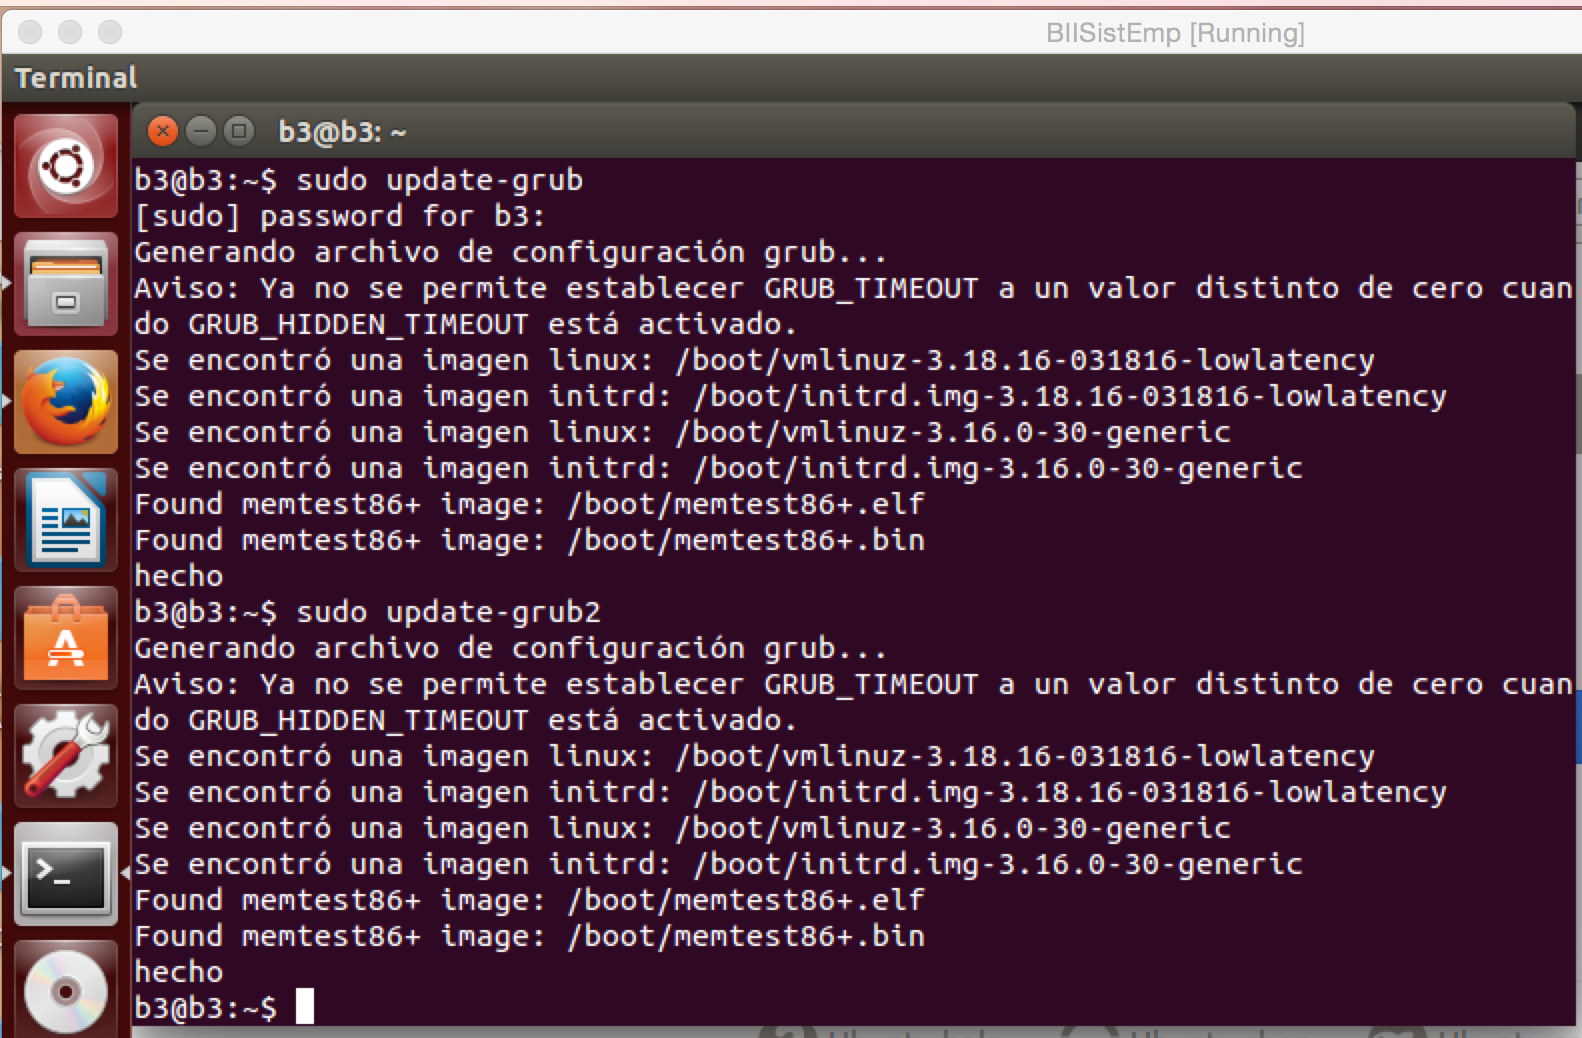 BIISistEmp [Running]
Terminal
b3@b3: ~
b3@b3:~$ sudo update-grub
[sudo] password for b3:
Generando archivo de configuración grub...
Aviso: Ya no se permite establecer GRUB_TIMEOUT a un valor distinto de cero cuan
do GRUB_HIDDEN_TIMEOUT está activado.
Se encontró una imagen linux: /boot/vmlinuz-3.18.16-031816-lowlatency
Se encontró una imagen initrd: /boot/initrd.img-3.18.16-031816-lowlatency
Se encontró una imagen linux: /boot/vmlinuz-3.16.0-30-generic
Se encontró una imagen initrd: /boot/initrd.img-3.16.0-30-generic
Found memtest86+ image: /boot/memtest86+.elf
Found memtest86+ image: /boot/memtest86+.bin
hecho
b3@b3:~$ sudo update-grub2
Generando archivo de configuración grub...
Aviso: Ya no se permite establecer GRUB_TIMEOUT a un valor distinto de cero cuan
do GRUB_HIDDEN_TIMEOUT está activado.
Se encontró una imagen linux: /boot/vmlinuz-3.18.16-031816-lowlatency
Se encontró una imagen initrd: /boot/initrd.img-3.18.16-031816-lowlatency
Se encontró una imagen linux: /boot/vmlinuz-3.16.0-30-generic
Se encontró una imagen initrd: /boot/initrd.img-3.16.0-30-generic
Found memtest86+ image: /boot/memtest86+.elf
Found memtest86+ image: /boot/memtest86+.bin
hecho
b3@b3:~$